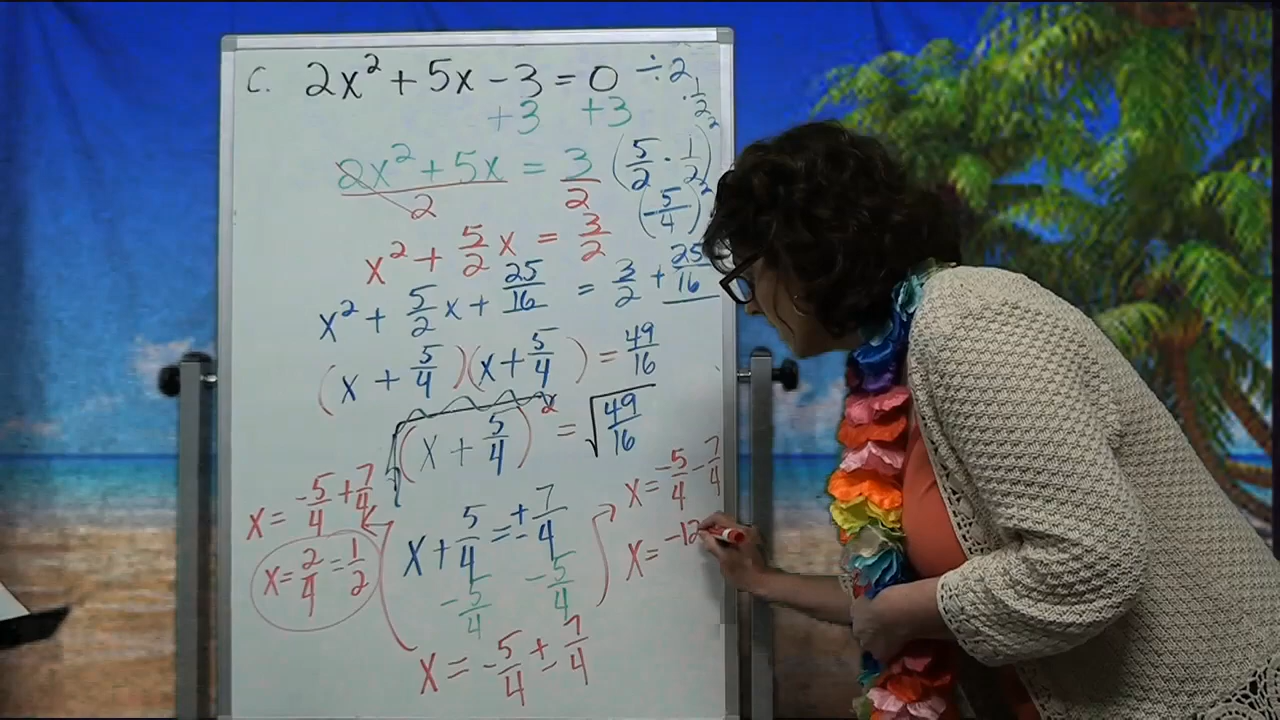 C. 2x² + 5x - 3 = 0 ÷2
+3 +3 · 1/2
2x² + 5x / 2 = 3/2 (5/2 · 1/2)²
(5/4)²
x² + 5/2 x = 3/2
x² + 5/2 x + 25/16 = 3/2 + 25/16
(x + 5/4)(x + 5/4) = 49/16
√(x + 5/4)² = √49/16
x + 5/4 = ± 7/4
- 5/4 - 5/4
x = -5/4 ± 7/4
x = -5/4 + 7/4
x = 2/4 = 1/2
x = -5/4 - 7/4
x = -12